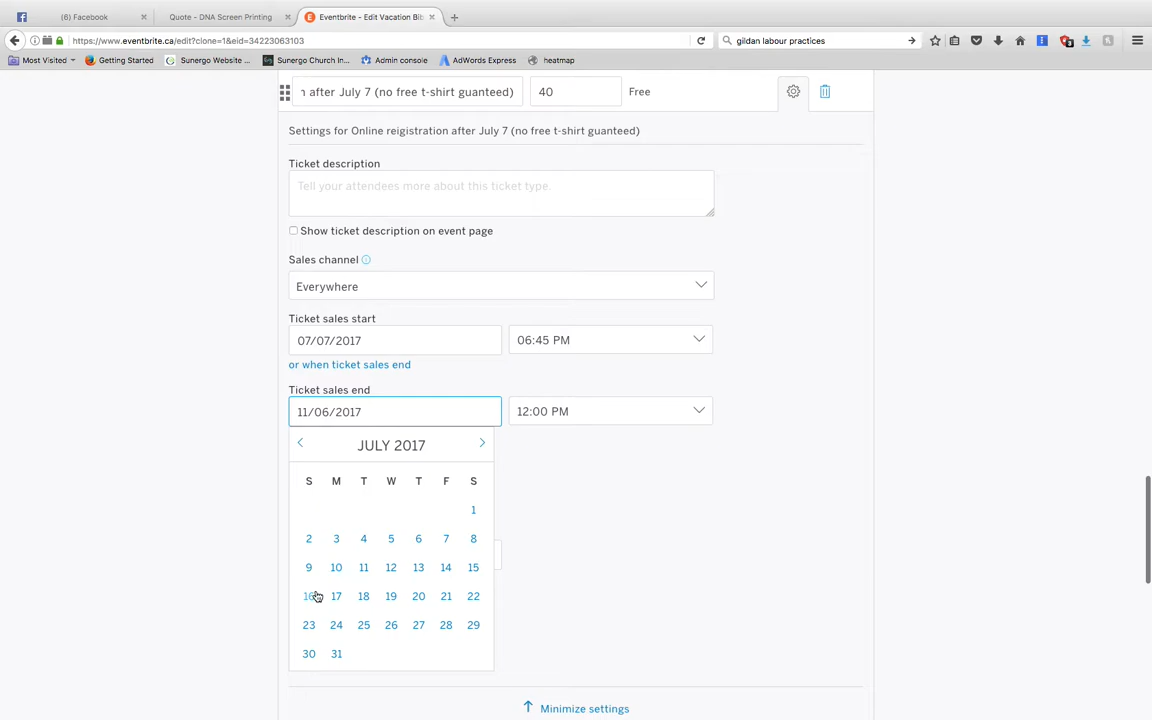 (6) Facebook
Quote - DNA Screen Printing
Eventbrite - Edit Vacation Bib
https://www.eventbrite.ca/edit?clone=1&eid=34223063103
gildan labour practices
3
Most Visited
Getting Started
Sunergo Website ...
Sunergo Church In...
Admin console
AdWords Express
heatmap
n after July 7 (no free t-shirt guanteed)
40
Free
Settings for Online reigistration after July 7 (no free t-shirt guanteed)
Ticket description
Tell your attendees more about this ticket type.
Show ticket description on event page
Sales channel
Everywhere
Ticket sales start
07/07/2017
06:45 PM
or when ticket sales end
Ticket sales end
11/06/2017
12:00 PM
JULY 2017
S M T W T F S
1
2 3 4 5 6 7 8
9 10 11 12 13 14 15
16 17 18 19 20 21 22
23 24 25 26 27 28 29
30 31
Minimize settings